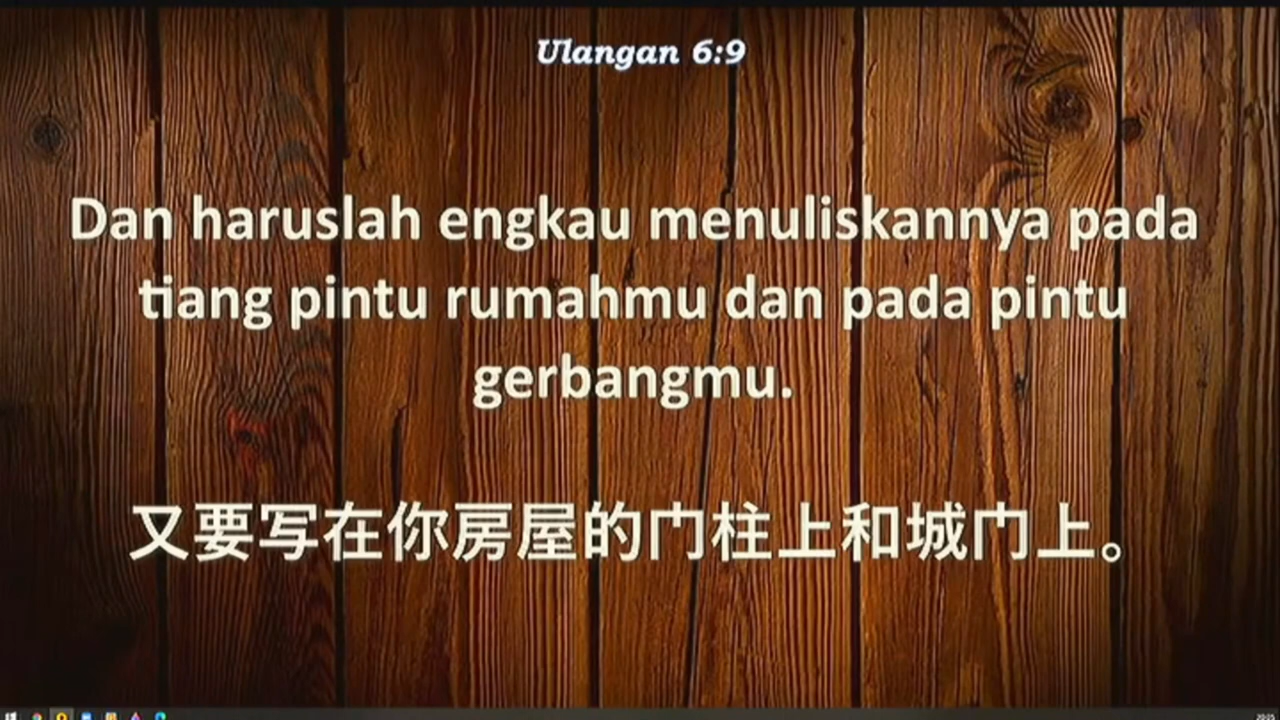 Ulangan 6:9
Dan haruslah engkau menuliskannya pada
tiang pintu rumahmu dan pada pintu
gerbangmu.
又要写在你房屋的门柱上和城门上。